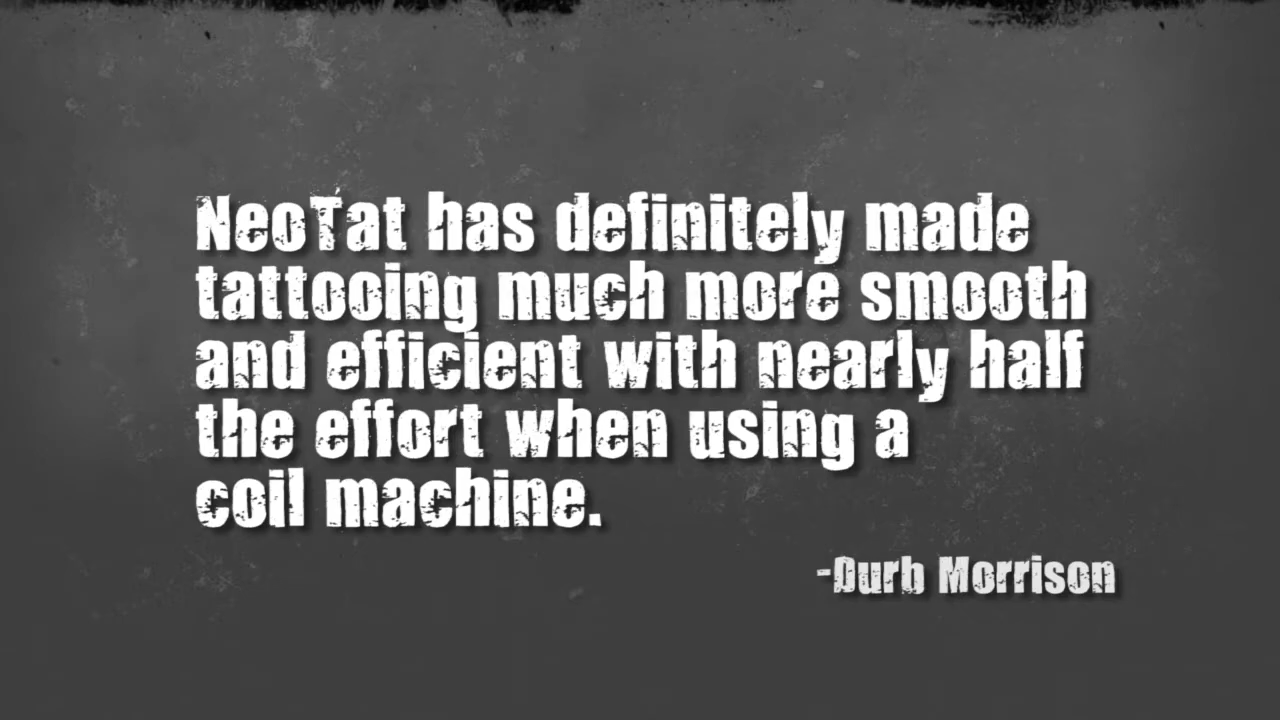 NeoTat has definitely made
tattooing much more smooth
and efficient with nearly half
the effort when using a
coil machine.
-Durb Morrison